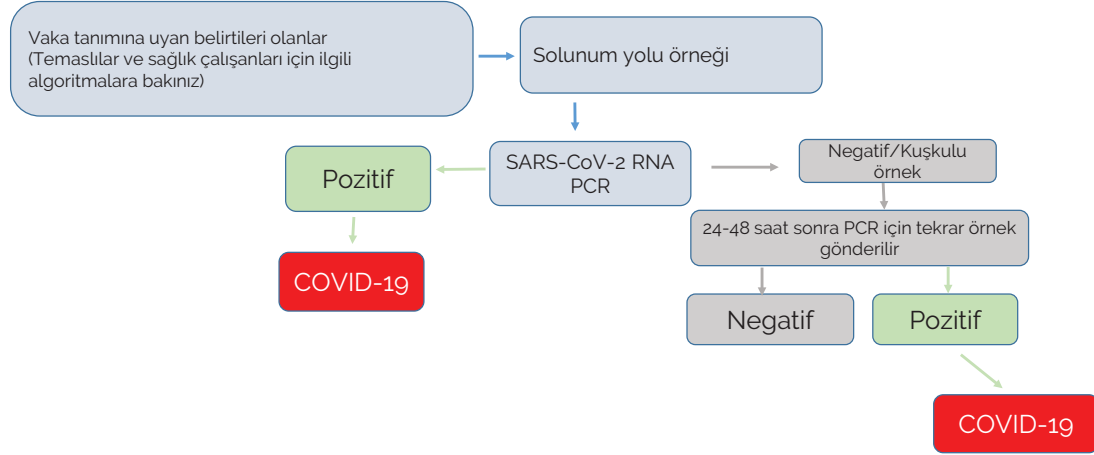 Vaka tanımına uyan belirtileri olanlar
(Temaslılar ve sağlık çalışanları için ilgili
algoritmalara bakınız)
Solunum yolu örneği
Pozitif
SARS-CoV-2 RNA
PCR
Negatif/Kuşkulu
örnek
24-48 saat sonra PCR için tekrar örnek
gönderilir
COVID-19
Negatif
Pozitif
COVID-19